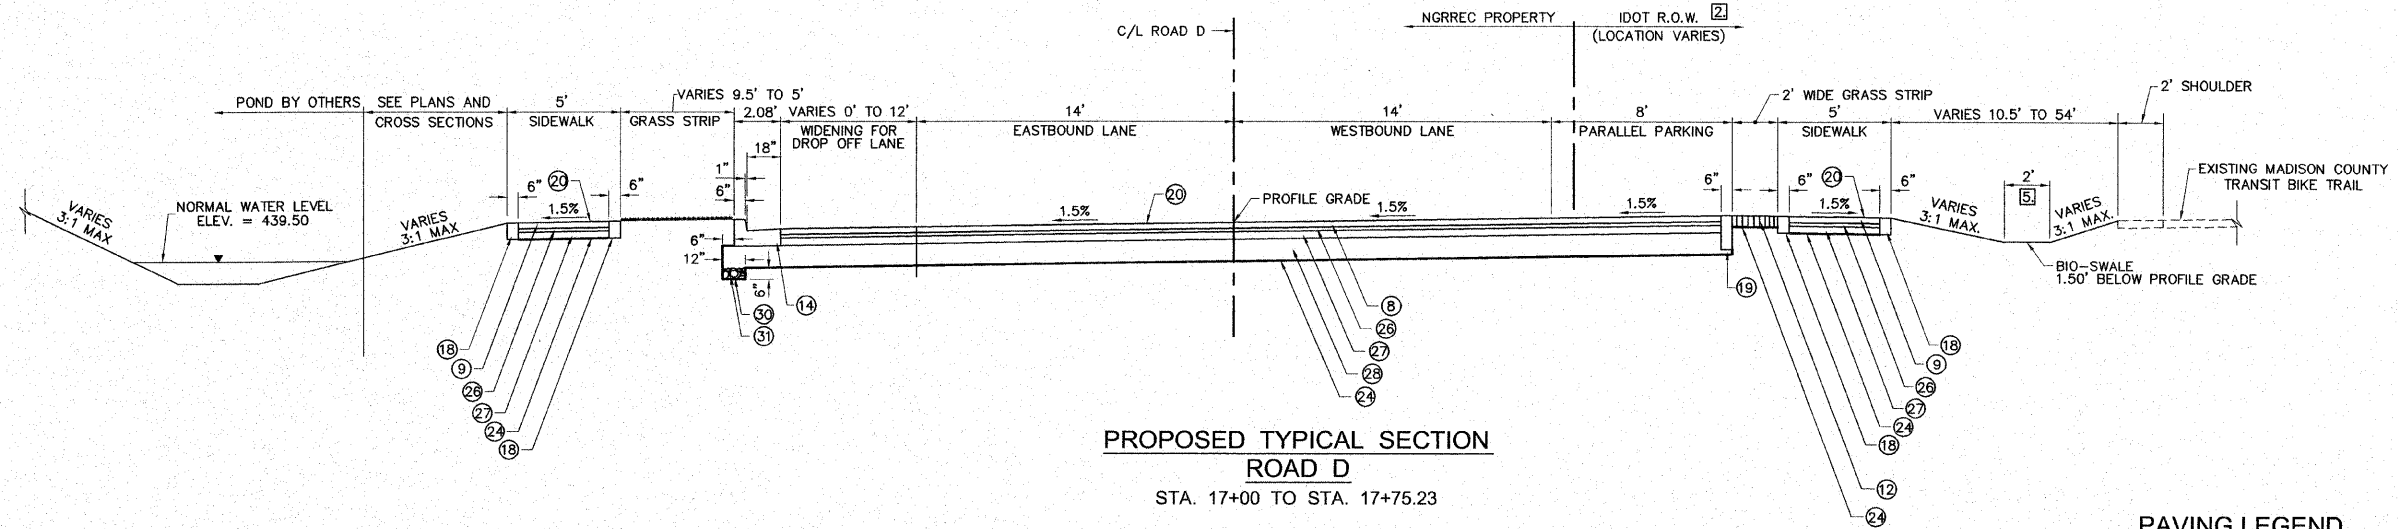 NGRREC PROPERTY
IDOT R.O.W. 2.
(LOCATION VARIES)
C/L ROAD D
POND BY OTHERS
SEE PLANS AND
CROSS SECTIONS
5'
SIDEWALK
VARIES 9.5' TO 5'
GRASS STRIP
2.08'
VARIES 0' TO 12'
WIDENING FOR
DROP OFF LANE
14'
EASTBOUND LANE
14'
WESTBOUND LANE
8'
PARALLEL PARKING
2' WIDE GRASS STRIP
5'
SIDEWALK
VARIES 10.5' TO 54'
2' SHOULDER
18"
1"
6"
6"
20
6"
1.5%
NORMAL WATER LEVEL
ELEV. = 439.50
VARIES
3:1 MAX
VARIES
3:1 MAX
20
1.5%
PROFILE GRADE
1.5%
1.5%
6"
6"
20
6"
1.5%
VARIES
3:1 MAX.
2'
5.
VARIES
3:1 MAX.
EXISTING MADISON COUNTY
TRANSIT BIKE TRAIL
BIO-SWALE
1.50' BELOW PROFILE GRADE
6"
12"
6"
14
30
31
8
26
27
28
24
19
18
9
26
27
24
18
18
9
26
27
24
18
12
24
PROPOSED TYPICAL SECTION
ROAD D
STA. 17+00 TO STA. 17+75.23
PAVING LEGEND